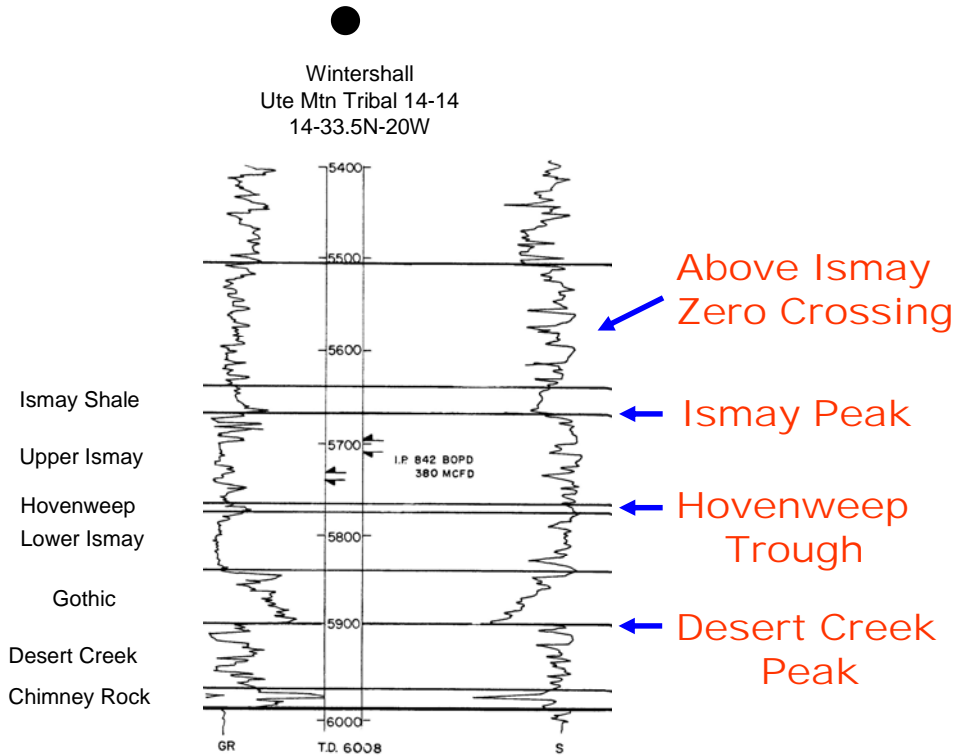 Wintershall
Ute Mtn Tribal 14-14
14-33.5N-20W
5400
5500
Above Ismay
Zero Crossing
5600
Ismay Shale
Ismay Peak
5700
Upper Ismay
I.P. 842 BOPD
380 MCFD
Hovenweep
Hovenweep
Trough
Lower Ismay
5800
Gothic
5900
Desert Creek
Peak
Desert Creek
Chimney Rock
6000
GR
T.D. 6008
S